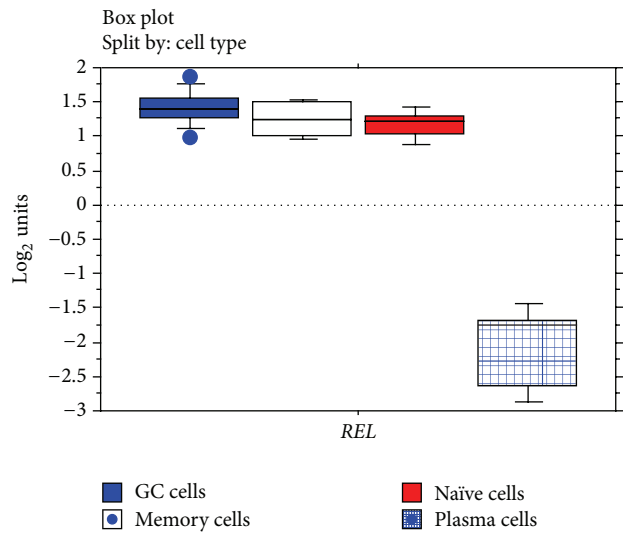 Box plot
Split by: cell type
2
1.5
1
0.5
0
−0.5
−1
−1.5
−2
−2.5
−3
Log₂ units
REL
GC cells
Memory cells
Naïve cells
Plasma cells